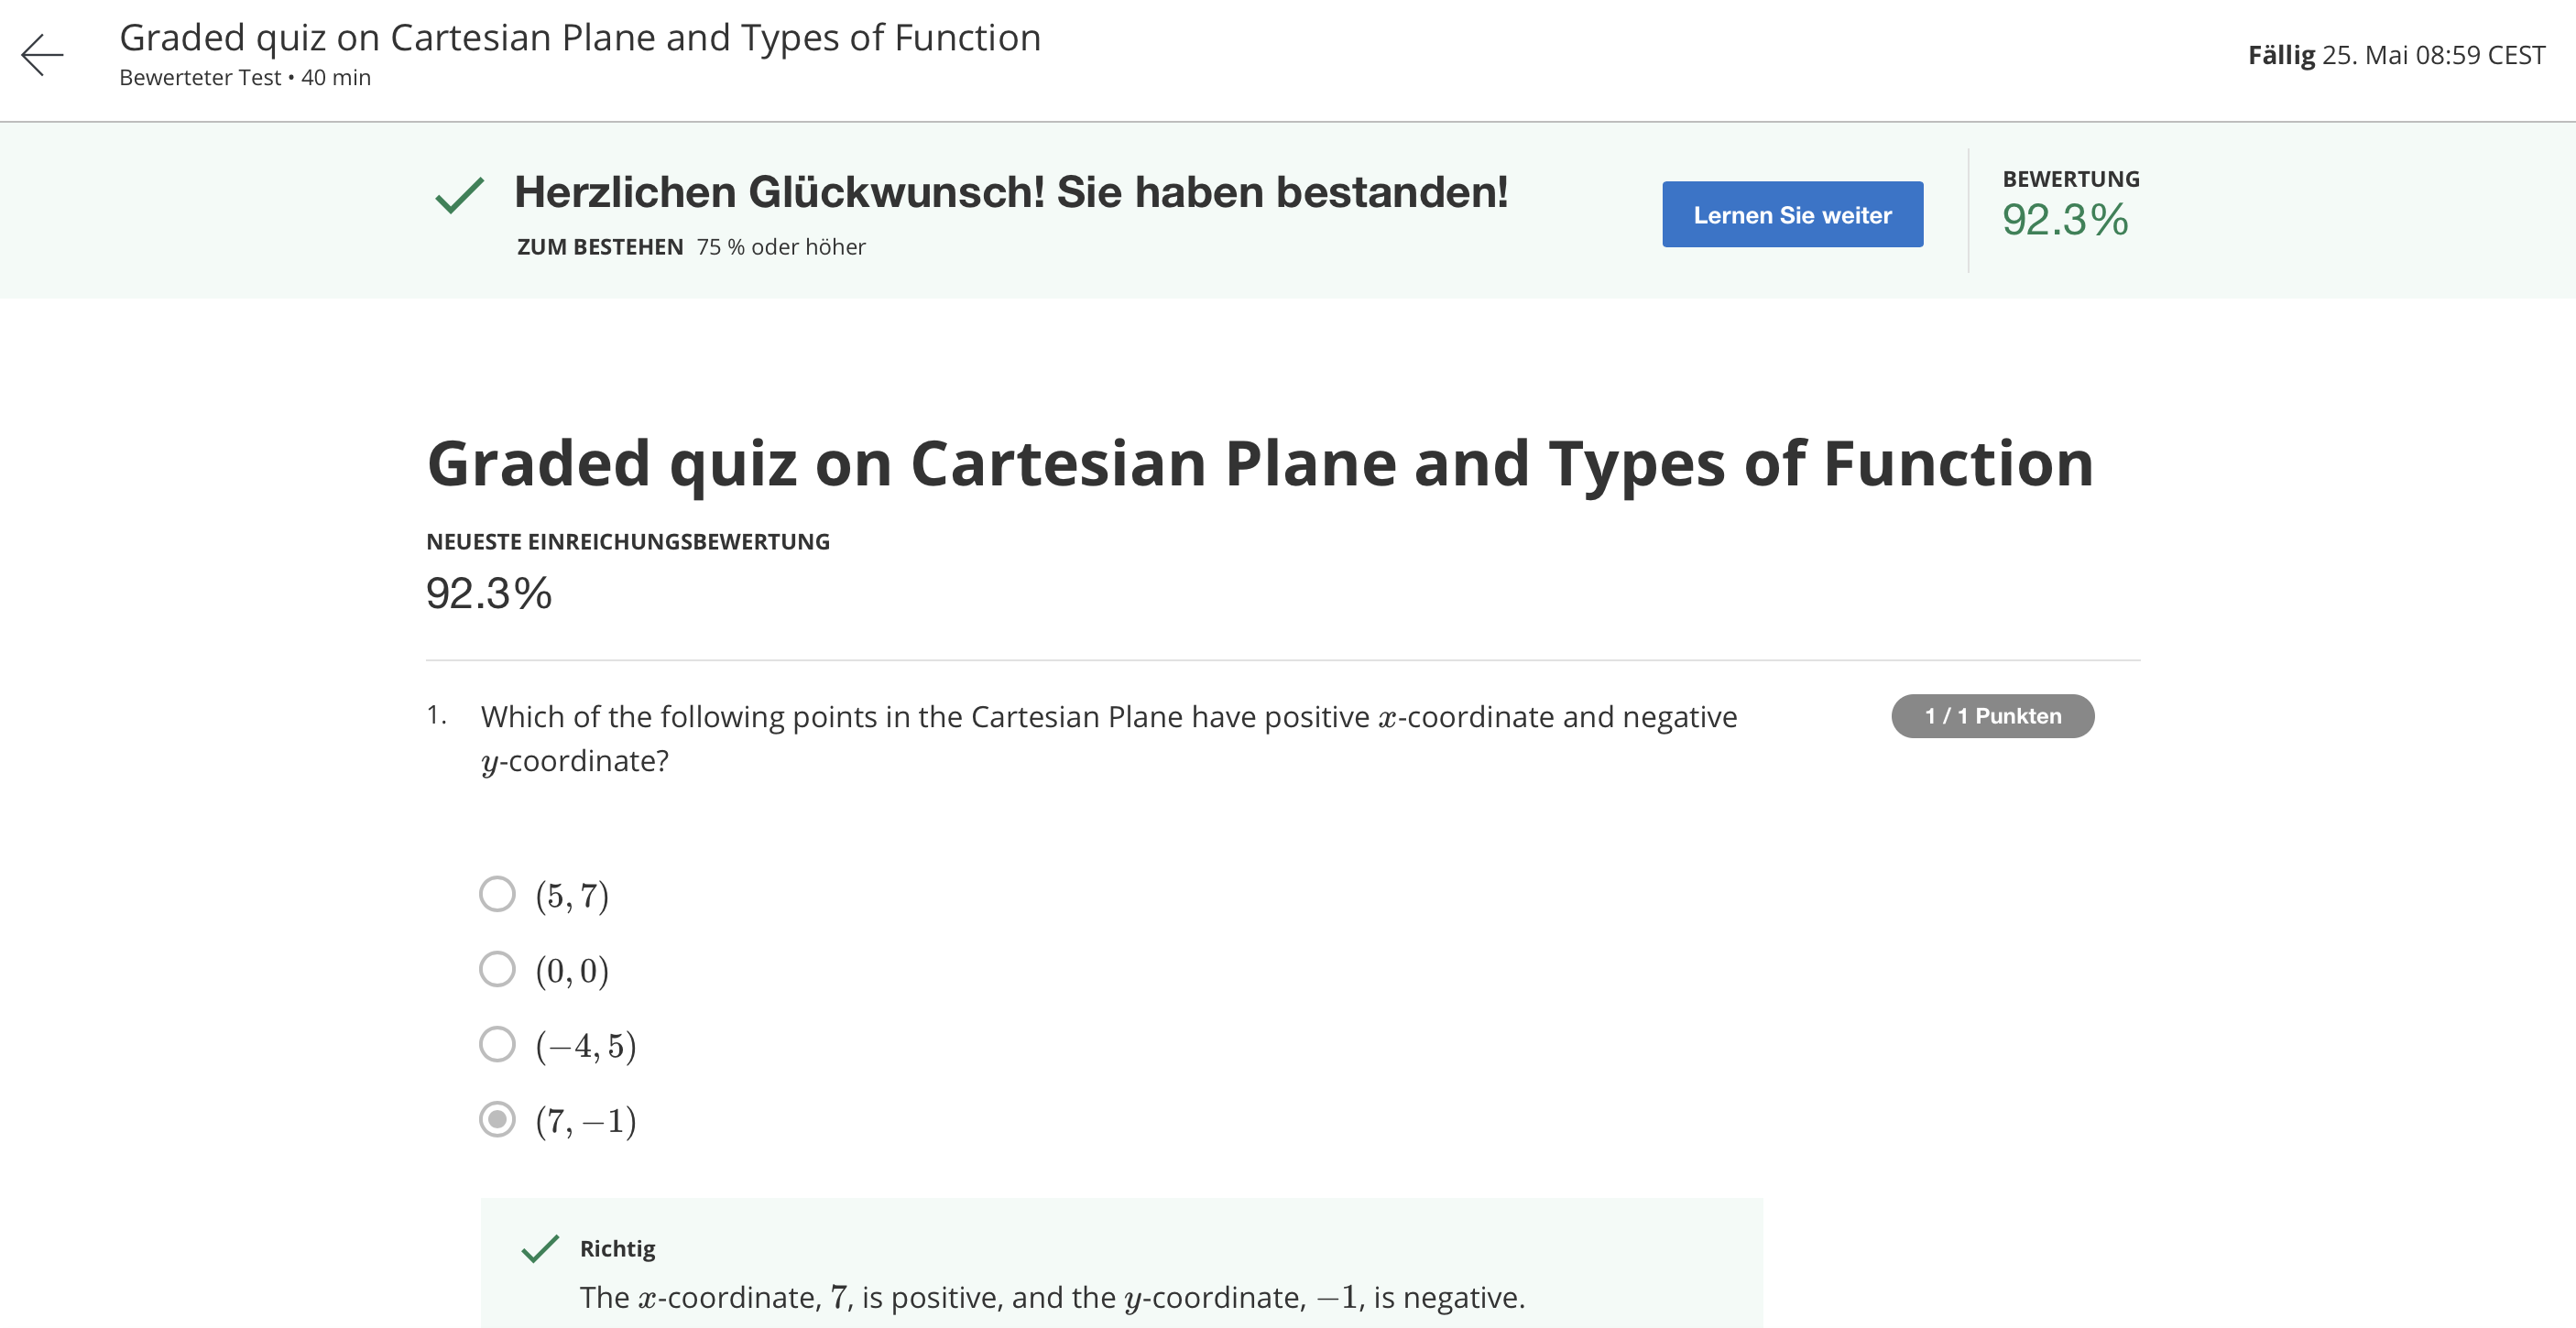 Graded quiz on Cartesian Plane and Types of Function
Bewerteter Test • 40 min
Fällig 25. Mai 08:59 CEST
Herzlichen Glückwunsch! Sie haben bestanden!
ZUM BESTEHEN 75 % oder höher
Lernen Sie weiter
BEWERTUNG
92.3%
Graded quiz on Cartesian Plane and Types of Function
NEUESTE EINREICHUNGSBEWERTUNG
92.3%
1. Which of the following points in the Cartesian Plane have positive x-coordinate and negative
y-coordinate?
1 / 1 Punkten
(5, 7)
(0, 0)
(−4, 5)
(7, −1)
Richtig
The x-coordinate, 7, is positive, and the y-coordinate, −1, is negative.